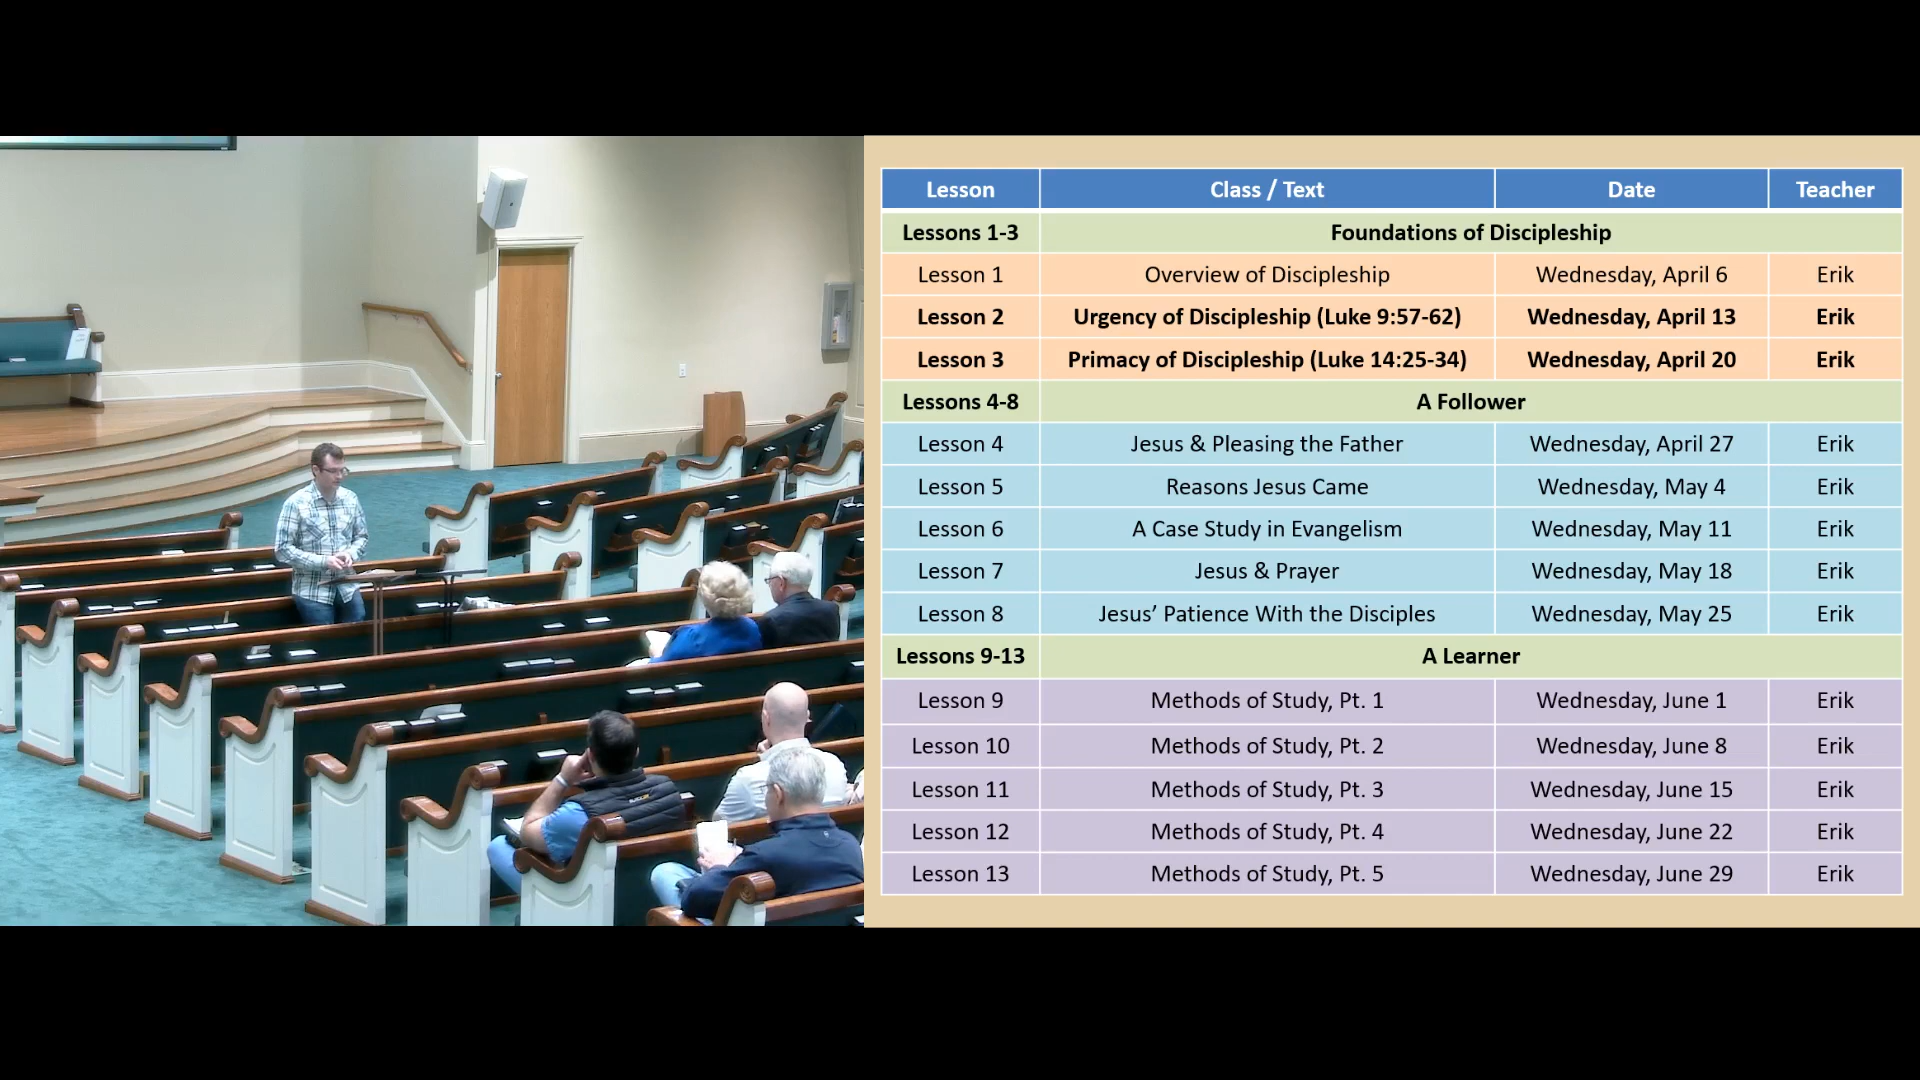 Lesson Class / Text Date Teacher
Lessons 1-3 Foundations of Discipleship
Lesson 1 Overview of Discipleship Wednesday, April 6 Erik
Lesson 2 Urgency of Discipleship (Luke 9:57-62) Wednesday, April 13 Erik
Lesson 3 Primacy of Discipleship (Luke 14:25-34) Wednesday, April 20 Erik
Lessons 4-8 A Follower
Lesson 4 Jesus & Pleasing the Father Wednesday, April 27 Erik
Lesson 5 Reasons Jesus Came Wednesday, May 4 Erik
Lesson 6 A Case Study in Evangelism Wednesday, May 11 Erik
Lesson 7 Jesus & Prayer Wednesday, May 18 Erik
Lesson 8 Jesus’ Patience With the Disciples Wednesday, May 25 Erik
Lessons 9-13 A Learner
Lesson 9 Methods of Study, Pt. 1 Wednesday, June 1 Erik
Lesson 10 Methods of Study, Pt. 2 Wednesday, June 8 Erik
Lesson 11 Methods of Study, Pt. 3 Wednesday, June 15 Erik
Lesson 12 Methods of Study, Pt. 4 Wednesday, June 22 Erik
Lesson 13 Methods of Study, Pt. 5 Wednesday, June 29 Erik